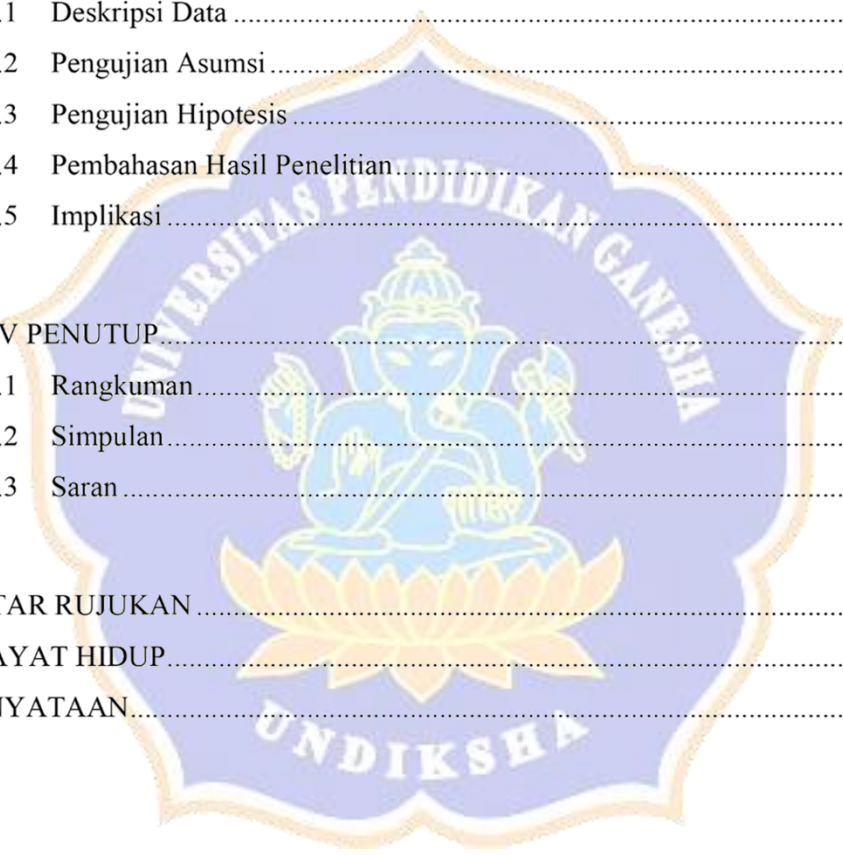 .1 Deskripsi Data
.2 Pengujian Asumsi
.3 Pengujian Hipotesis
.4 Pembahasan Hasil Penelitian
.5 Implikasi
V PENUTUP
.1 Rangkuman
.2 Simpulan
.3 Saran
TAR RUJUKAN
AYAT HIDUP
NYATAAN
UNIVERSITAS PENDIDIKAN GANESHA
UNDIKSHA